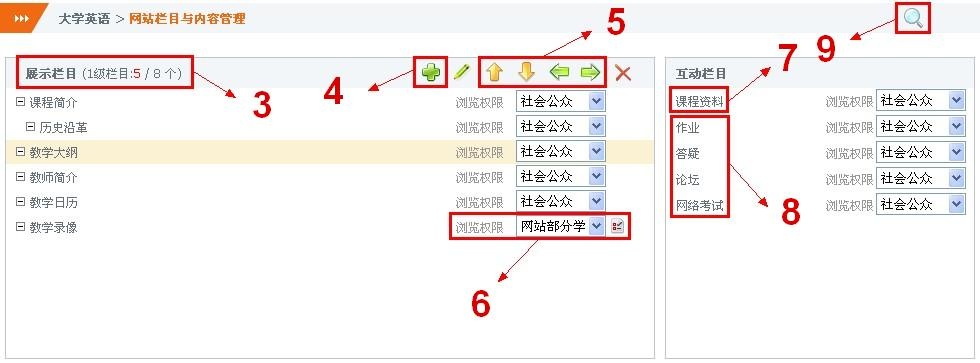 大学英语 > 网站栏目与内容管理
9
5
展示栏目 (1级栏目:5 / 8 个)
3
4
互动栏目
7
课程简介 浏览权限 社会公众
历史沿革 浏览权限 社会公众
教学大纲 浏览权限 社会公众
教师简介 浏览权限 社会公众
教学日历 浏览权限 社会公众
教学录像 浏览权限 网站部分学
6
课程资料 浏览权限 社会公众
作业 浏览权限 社会公众
答疑 浏览权限 社会公众
论坛 浏览权限 社会公众
网络考试 浏览权限 社会公众
8